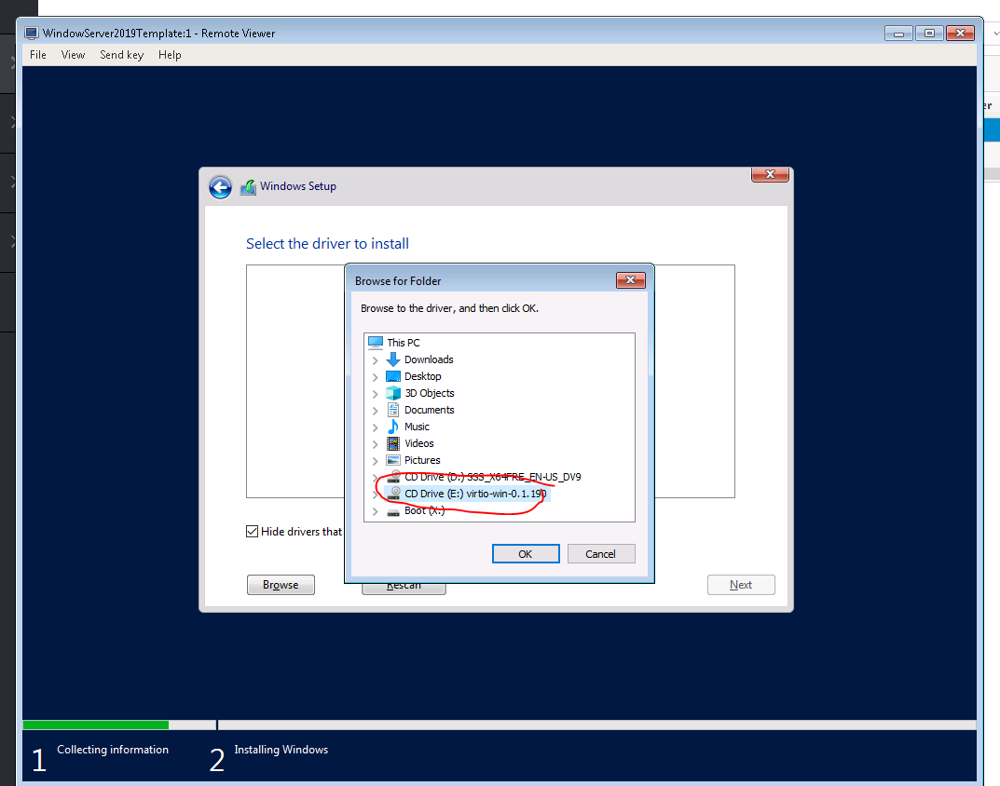 WindowServer2019Template:1 - Remote Viewer
File View Send key Help
er
Windows Setup
Select the driver to install
Browse for Folder
Browse to the driver, and then click OK.
This PC
Downloads
Desktop
3D Objects
Documents
Music
Videos
Pictures
CD Drive (D:) SSS_X64FRE_EN-US_DV9
CD Drive (E:) virtio-win-0.1.190
Boot (X:)
Hide drivers that
OK Cancel
Browse Rescan Next
1 Collecting information 2 Installing Windows